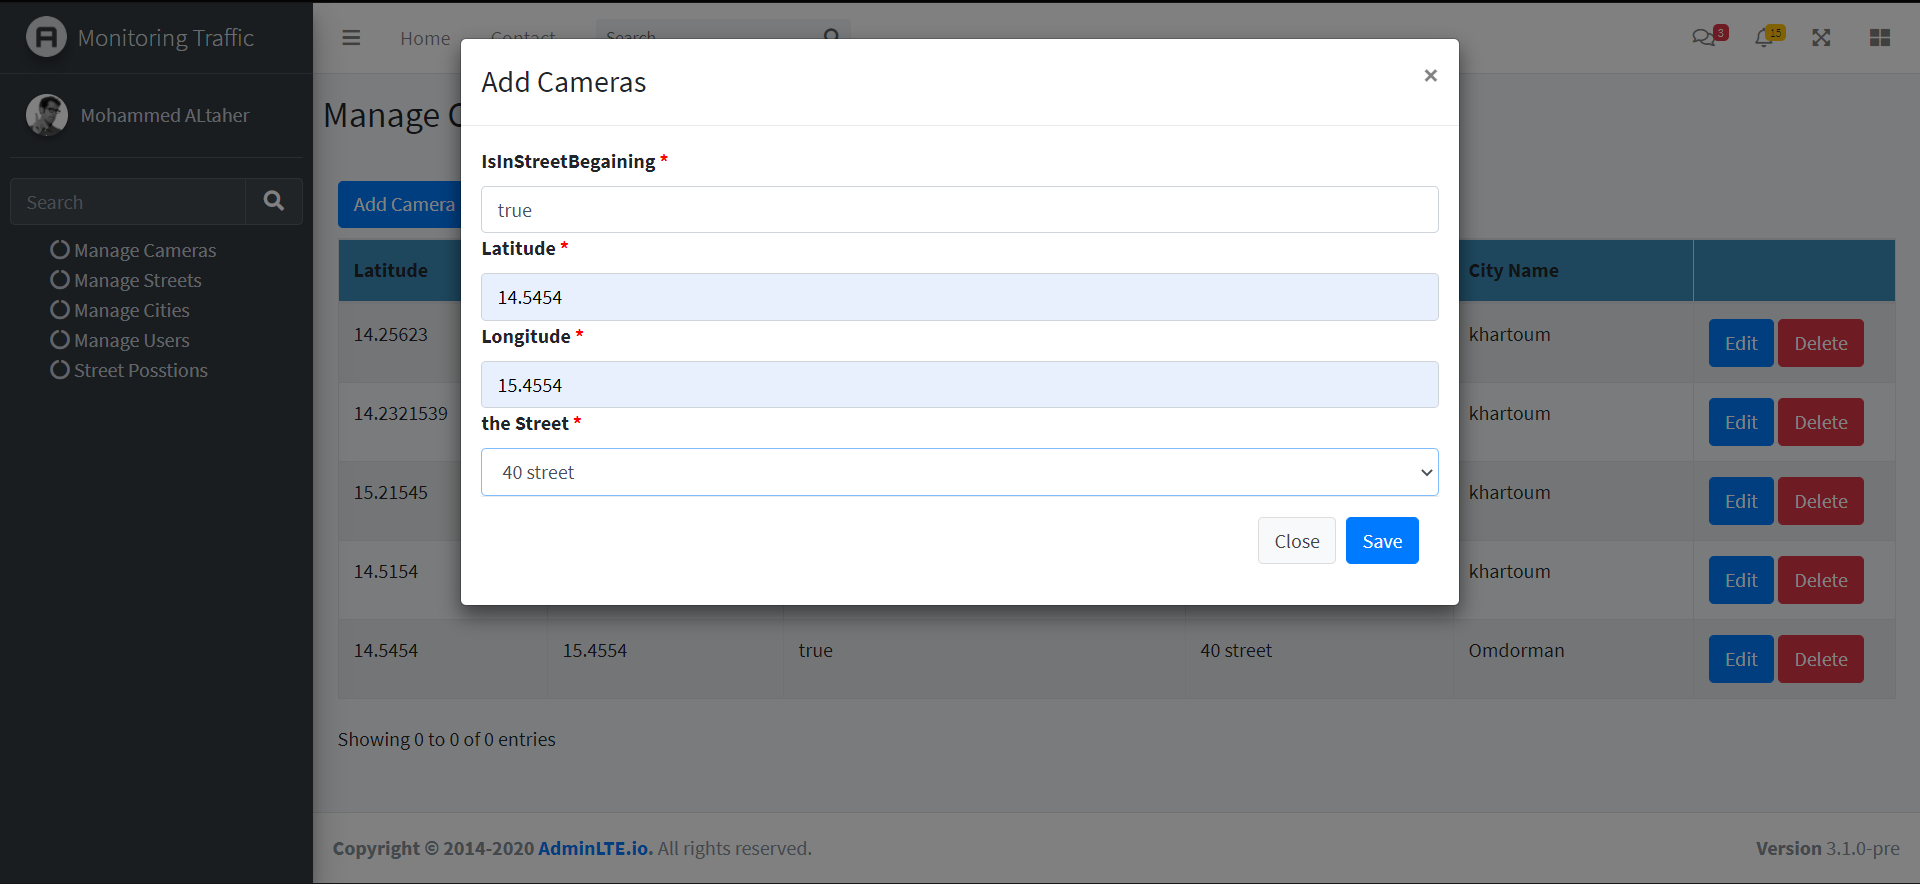 Monitoring Traffic
Home
Contact
Search
3
15
Mohammed ALtaher
Search
Manage Cameras
Manage Streets
Manage Cities
Manage Users
Street Posstions
Manage C
Add Camera
Add Cameras
×
IsInStreetBegaining *
true
Latitude *
14.5454
Longitude *
15.4554
the Street *
40 street
Close Save
Latitude City Name
14.25623 khartoum Edit Delete
14.2321539 khartoum Edit Delete
15.21545 khartoum Edit Delete
14.5154 khartoum Edit Delete
14.5454 15.4554 true 40 street Omdorman Edit Delete
Showing 0 to 0 of 0 entries
Copyright © 2014-2020 AdminLTE.io. All rights reserved.
Version 3.1.0-pre